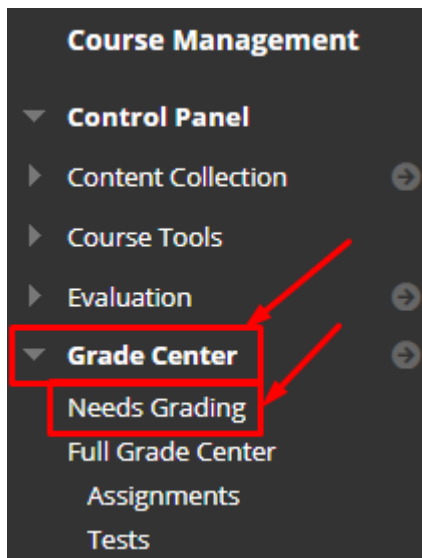 Course Management
Control Panel
Content Collection
Course Tools
Evaluation
Grade Center
Needs Grading
Full Grade Center
Assignments
Tests